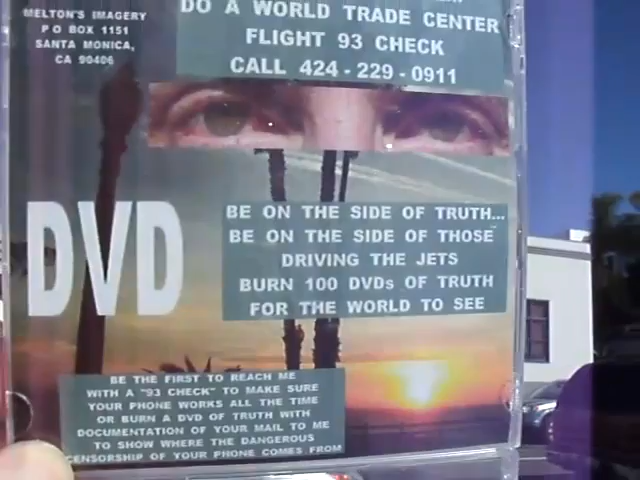 MELTON'S IMAGERY
P O BOX 1151
SANTA MONICA,
CA 90406
DO A WORLD TRADE CENTER
FLIGHT 93 CHECK
CALL 424-229-0911
DVD
BE ON THE SIDE OF TRUTH...
BE ON THE SIDE OF THOSE
DRIVING THE JETS
BURN 100 DVDs OF TRUTH
FOR THE WORLD TO SEE
BE THE FIRST TO REACH ME
WITH A "93 CHECK" TO MAKE SURE
YOUR PHONE WORKS ALL THE TIME
OR BURN A DVD OF TRUTH WITH
DOCUMENTATION OF YOUR MAIL TO ME
TO SHOW WHERE THE DANGEROUS
CENSORSHIP OF YOUR PHONE COMES FROM